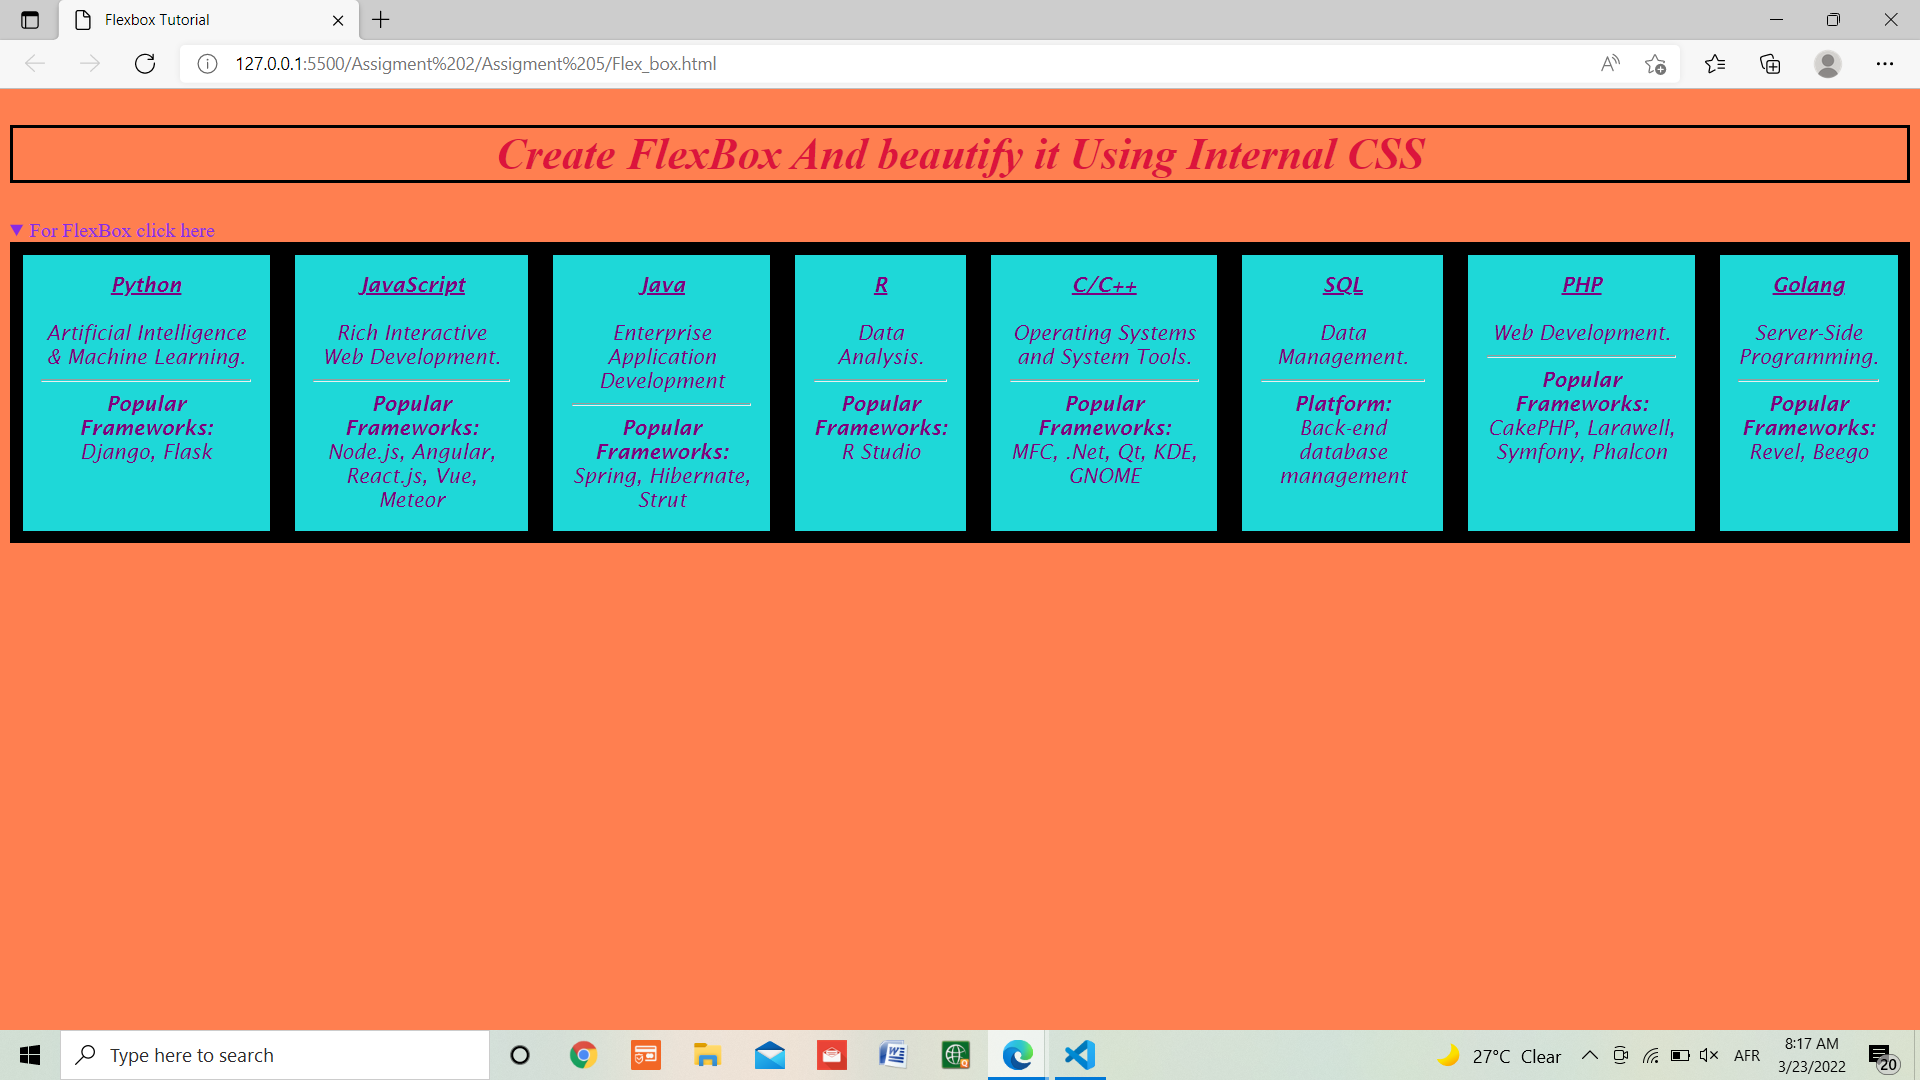 Flexbox Tutorial
127.0.0.1:5500/Assigment%202/Assigment%205/Flex_box.html
Create FlexBox And beautify it Using Internal CSS
▼ For FlexBox click here
Python
Artificial Intelligence
& Machine Learning.
Popular
Frameworks:
Django, Flask
JavaScript
Rich Interactive
Web Development.
Popular
Frameworks:
Node.js, Angular,
React.js, Vue,
Meteor
Java
Enterprise
Application
Development
Popular
Frameworks:
Spring, Hibernate,
Strut
R
Data
Analysis.
Popular
Frameworks:
R Studio
C/C++
Operating Systems
and System Tools.
Popular
Frameworks:
MFC, .Net, Qt, KDE,
GNOME
SQL
Data
Management.
Platform:
Back-end
database
management
PHP
Web Development.
Popular
Frameworks:
CakePHP, Larawell,
Symfony, Phalcon
Golang
Server-Side
Programming.
Popular
Frameworks:
Revel, Beego
Type here to search
27°C Clear
AFR
8:17 AM
3/23/2022
20